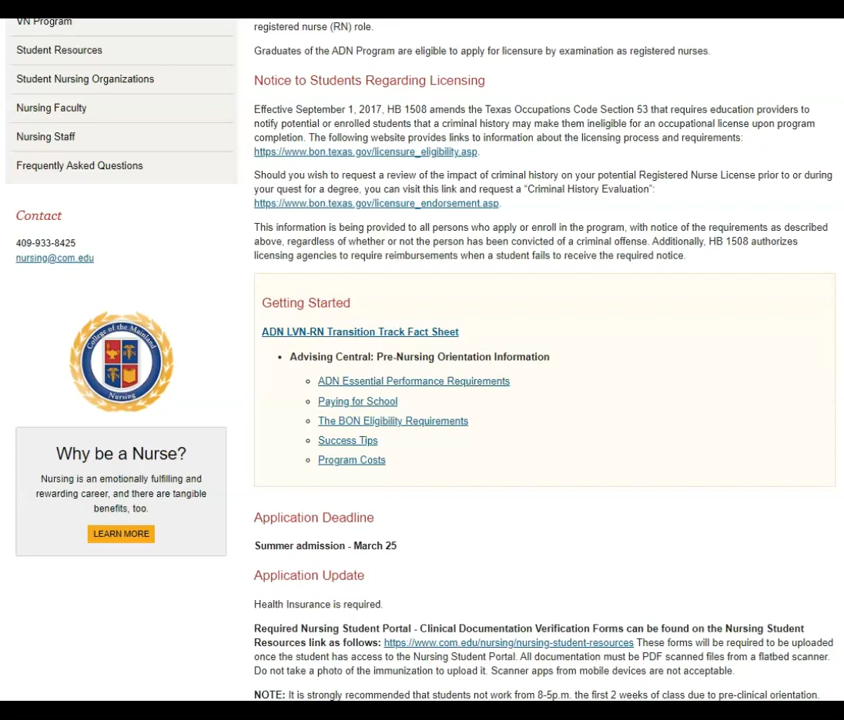 VN Program
Student Resources
Student Nursing Organizations
Nursing Faculty
Nursing Staff
Frequently Asked Questions
Contact
409-933-8425
nursing@com.edu
College of the Mainland
Nursing
Why be a Nurse?
Nursing is an emotionally fulfilling and
rewarding career, and there are tangible
benefits, too.
LEARN MORE
registered nurse (RN) role.
Graduates of the ADN Program are eligible to apply for licensure by examination as registered nurses.
Notice to Students Regarding Licensing
Effective September 1, 2017, HB 1508 amends the Texas Occupations Code Section 53 that requires education providers to
notify potential or enrolled students that a criminal history may make them ineligible for an occupational license upon program
completion. The following website provides links to information about the licensing process and requirements:
https://www.bon.texas.gov/licensure_eligibility.asp.
Should you wish to request a review of the impact of criminal history on your potential Registered Nurse License prior to or during
your quest for a degree, you can visit this link and request a “Criminal History Evaluation”:
https://www.bon.texas.gov/licensure_endorsement.asp.
This information is being provided to all persons who apply or enroll in the program, with notice of the requirements as described
above, regardless of whether or not the person has been convicted of a criminal offense. Additionally, HB 1508 authorizes
licensing agencies to require reimbursements when a student fails to receive the required notice.
Getting Started
ADN LVN-RN Transition Track Fact Sheet
• Advising Central: Pre-Nursing Orientation Information
◦ ADN Essential Performance Requirements
◦ Paying for School
◦ The BON Eligibility Requirements
◦ Success Tips
◦ Program Costs
Application Deadline
Summer admission - March 25
Application Update
Health Insurance is required.
Required Nursing Student Portal - Clinical Documentation Verification Forms can be found on the Nursing Student
Resources link as follows: https://www.com.edu/nursing/nursing-student-resources These forms will be required to be uploaded
once the student has access to the Nursing Student Portal. All documentation must be PDF scanned files from a flatbed scanner.
Do not take a photo of the immunization to upload it. Scanner apps from mobile devices are not acceptable.
NOTE: It is strongly recommended that students not work from 8-5p.m. the first 2 weeks of class due to pre-clinical orientation.